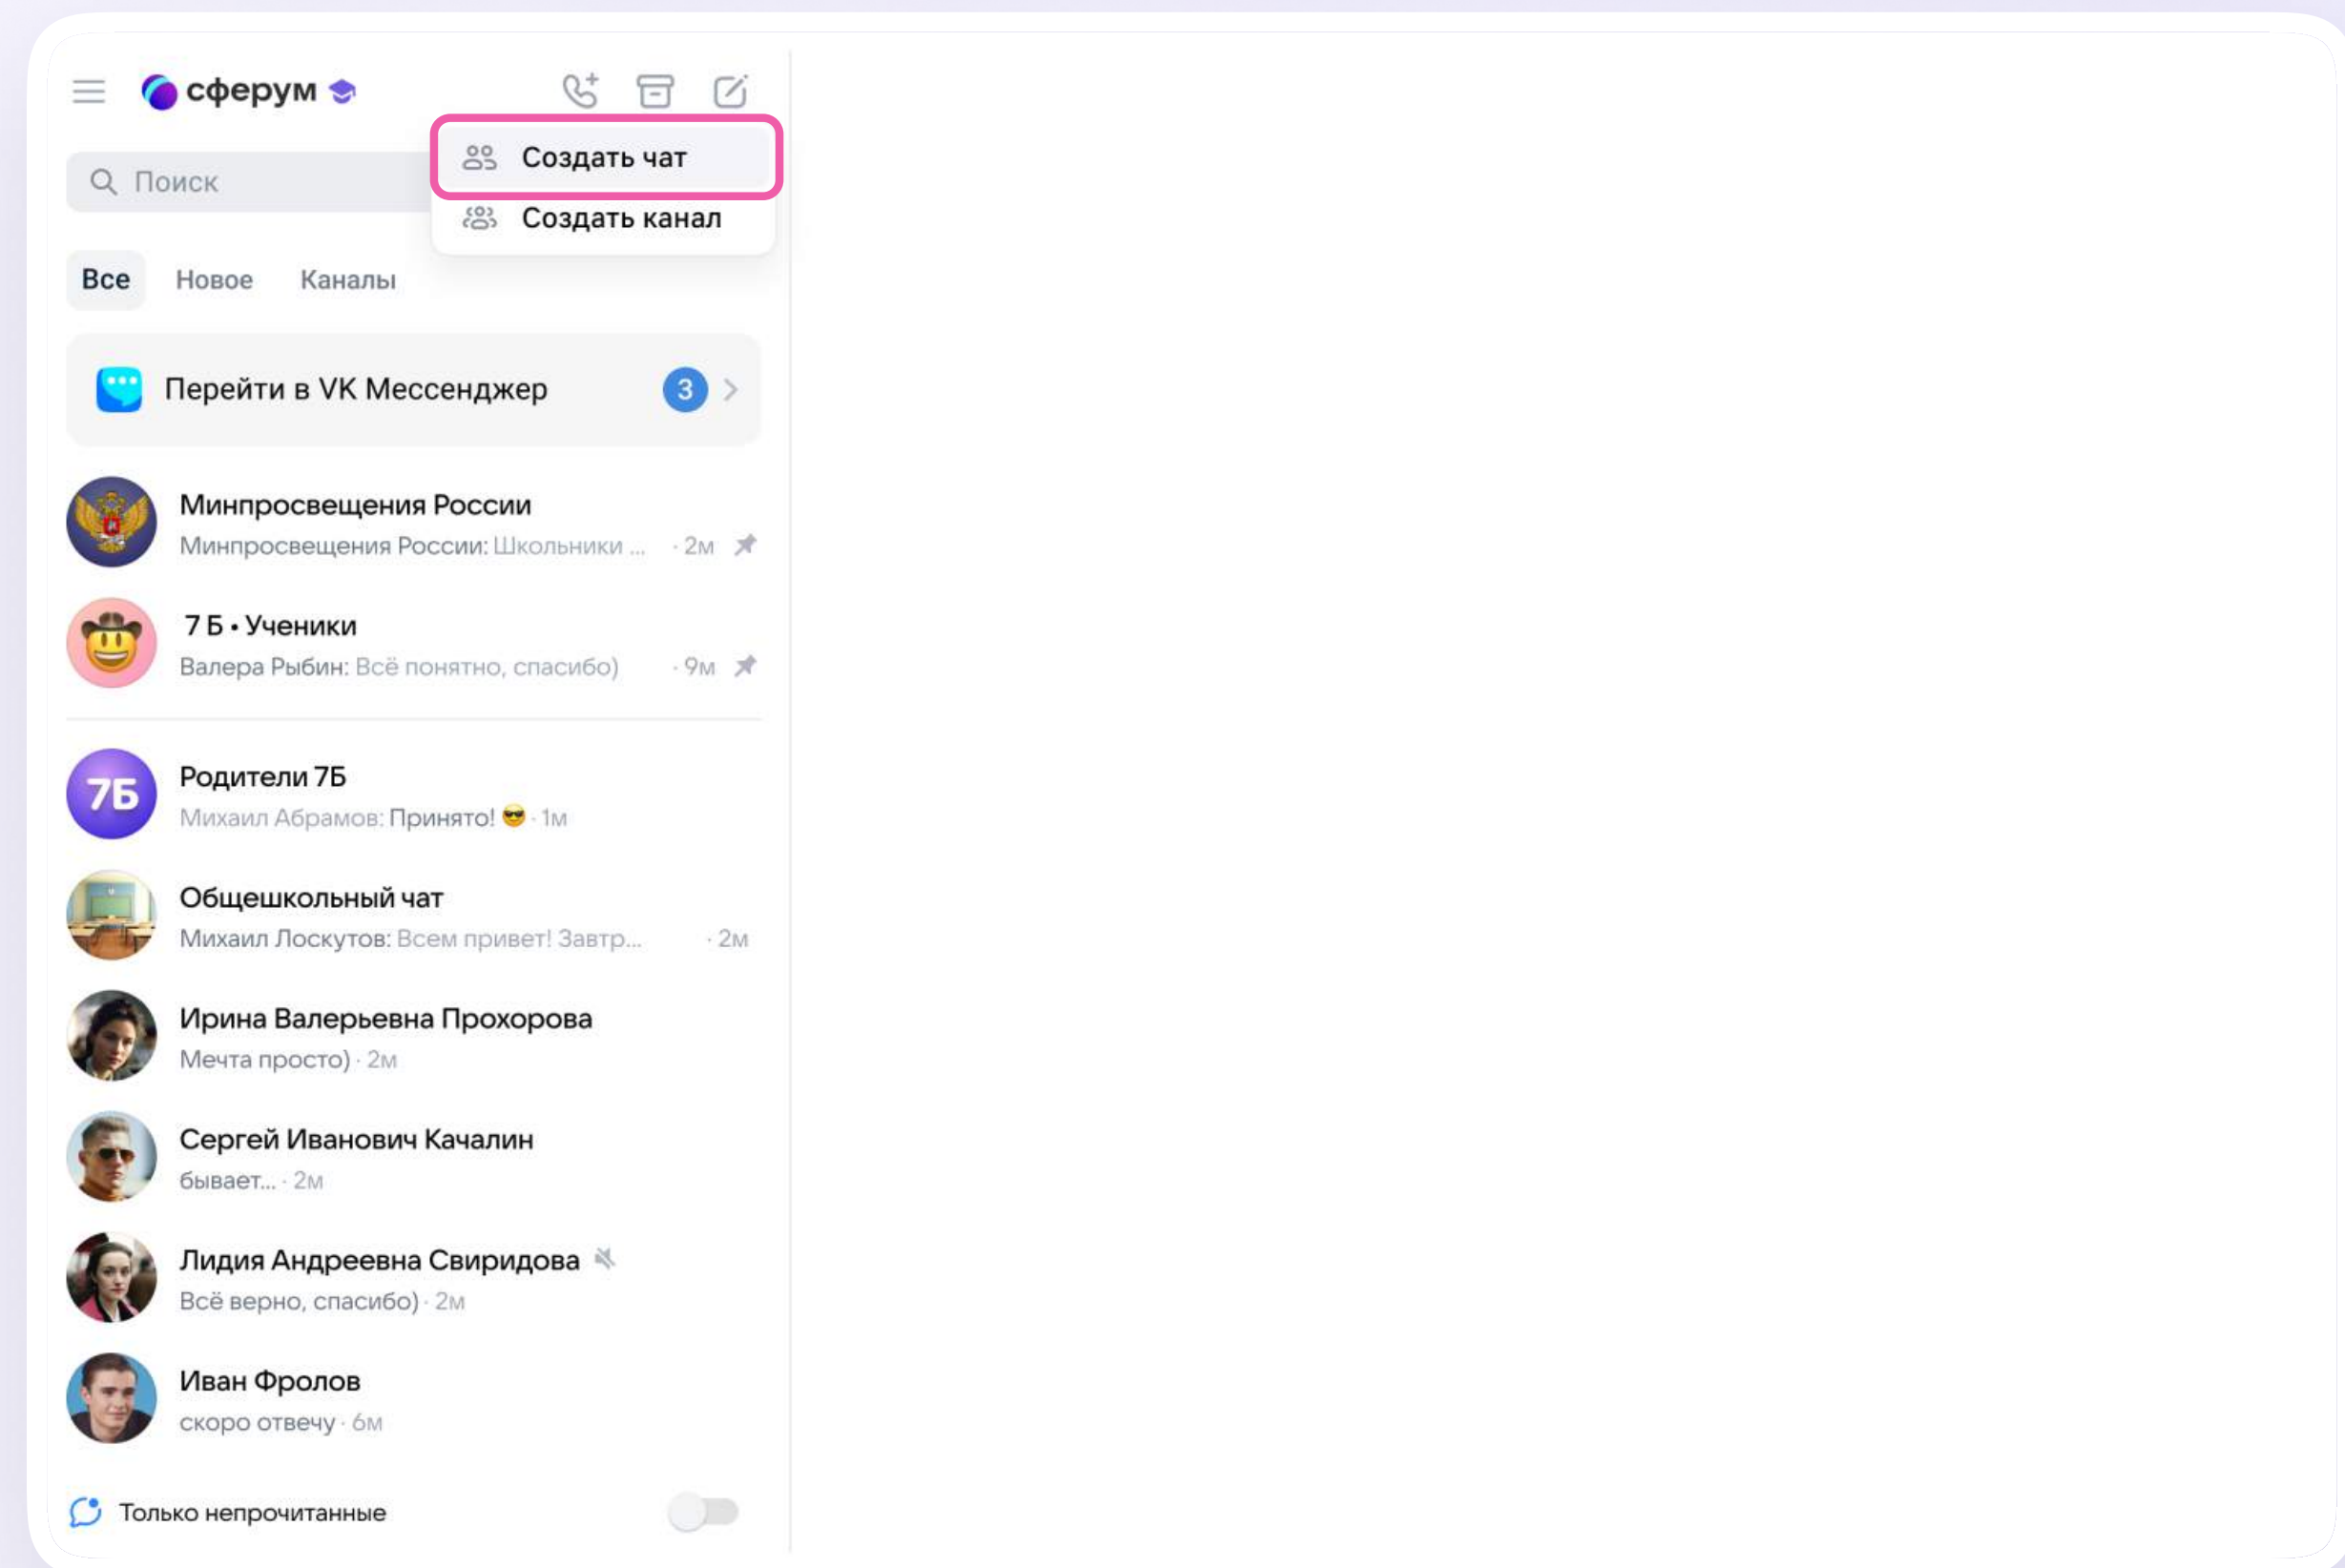 сферум
Создать чат
Поиск
Создать канал
Все Новое Каналы
Перейти в VK Мессенджер 3
Минпросвещения России
Минпросвещения России: Школьники ... · 2м
7 Б • Ученики
Валера Рыбин: Всё понятно, спасибо) · 9м
7Б
Родители 7Б
Михаил Абрамов: Принято! 😎 · 1м
Общешкольный чат
Михаил Лоскутов: Всем привет! Завтр... · 2м
Ирина Валерьевна Прохорова
Мечта просто) · 2м
Сергей Иванович Качалин
бывает... · 2м
Лидия Андреевна Свиридова
Всё верно, спасибо) · 2м
Иван Фролов
скоро отвечу · 6м
Только непрочитанные